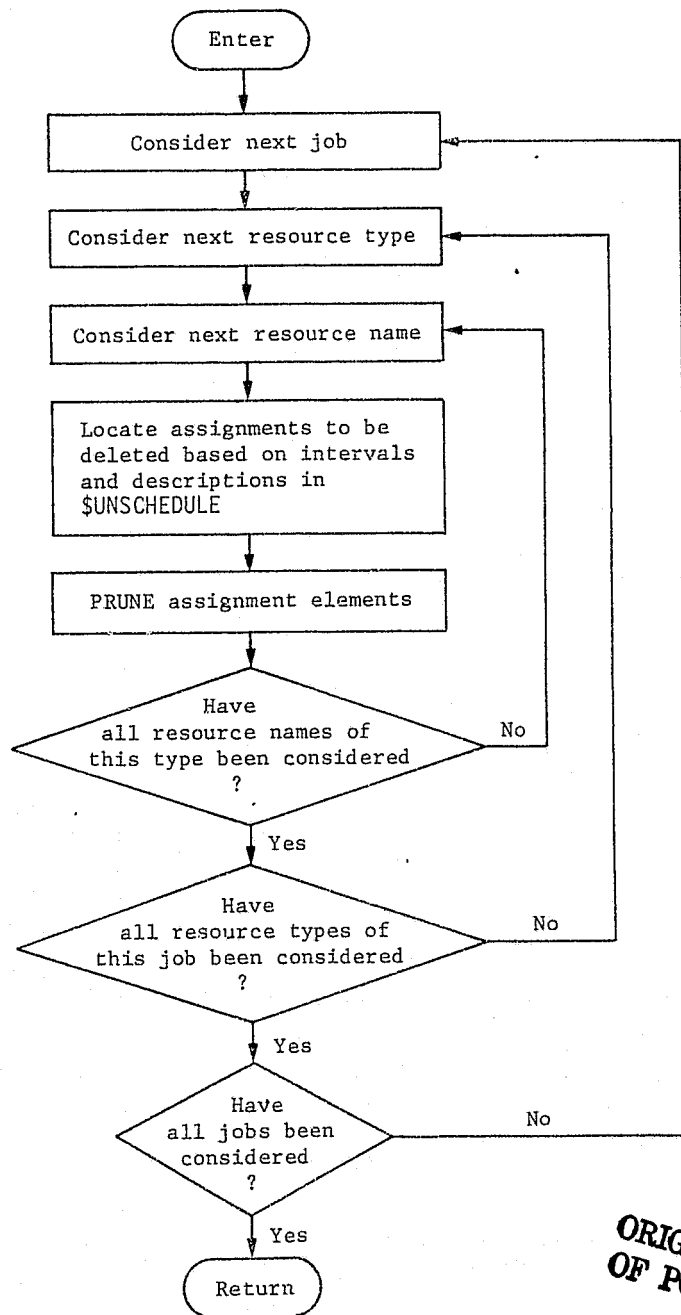 Enter
Consider next job
Consider next resource type
Consider next resource name
Locate assignments to be
deleted based on intervals
and descriptions in
$UNSCHEDULE
PRUNE assignment elements
Have
all resource names of
this type been considered
?
No
Yes
Have
all resource types of
this job been considered
?
No
Yes
Have
all jobs been
considered
?
No
Yes
Return
ORIG
OF PO